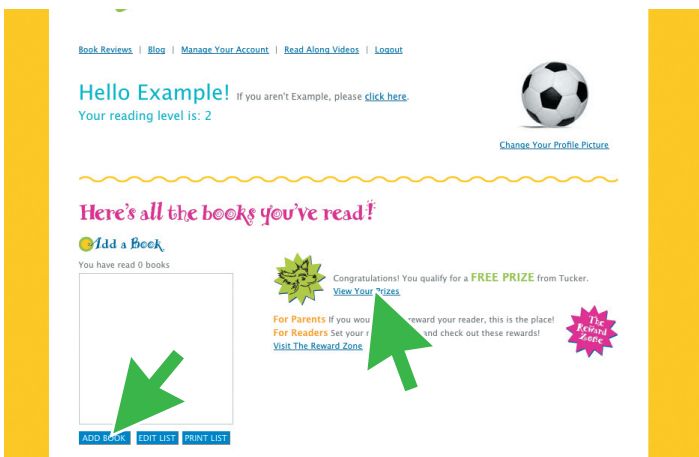 Book Reviews | Blog | Manage Your Account | Read Along Videos | Logout
Hello Example! If you aren't Example, please click here.
Your reading level is: 2
Change Your Profile Picture
Here's all the books you've read!
Add a Book
You have read 0 books
Congratulations! You qualify for a FREE PRIZE from Tucker.
View Your Prizes
For Parents If you reward your reader, this is the place!
For Readers Set your and check out these rewards!
Visit The Reward Zone
The
Reward
Zone
ADD BOOK EDIT LIST PRINT LIST